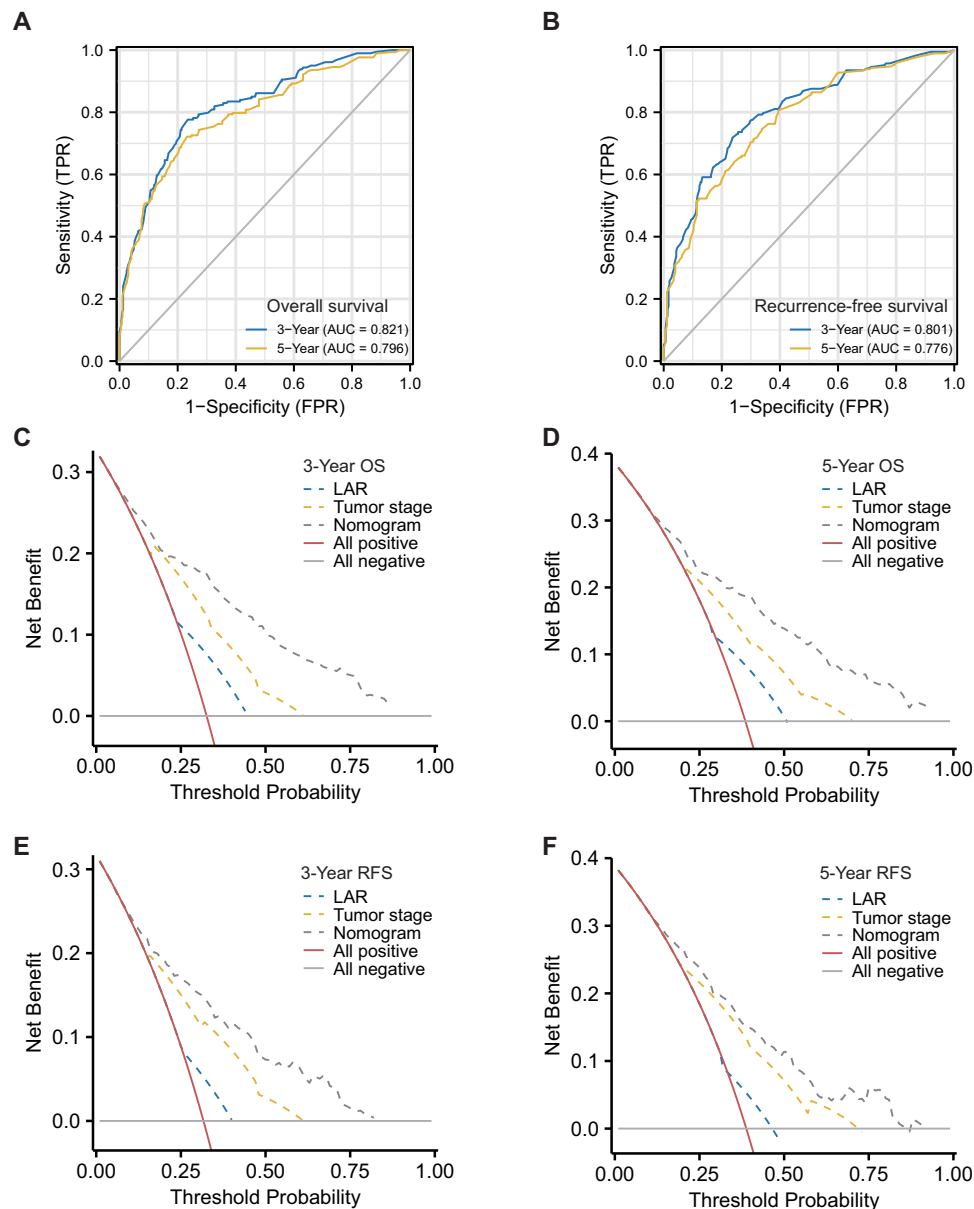 A
1.0
0.8
0.6
0.4
0.2
0.0
Sensitivity (TPR)
Overall survival
3−Year (AUC = 0.821)
5−Year (AUC = 0.796)
0.0 0.2 0.4 0.6 0.8 1.0
1−Specificity (FPR)
B
1.0
0.8
0.6
0.4
0.2
0.0
Sensitivity (TPR)
Recurrence-free survival
3−Year (AUC = 0.801)
5−Year (AUC = 0.776)
0.0 0.2 0.4 0.6 0.8 1.0
1−Specificity (FPR)
C
0.3
0.2
0.1
0.0
Net Benefit
3-Year OS
LAR
Tumor stage
Nomogram
All positive
All negative
0.00 0.25 0.50 0.75 1.00
Threshold Probability
D
0.4
0.3
0.2
0.1
0.0
Net Benefit
5-Year OS
LAR
Tumor stage
Nomogram
All positive
All negative
0.00 0.25 0.50 0.75 1.00
Threshold Probability
E
0.3
0.2
0.1
0.0
Net Benefit
3-Year RFS
LAR
Tumor stage
Nomogram
All positive
All negative
0.00 0.25 0.50 0.75 1.00
Threshold Probability
F
0.4
0.3
0.2
0.1
0.0
Net Benefit
5-Year RFS
LAR
Tumor stage
Nomogram
All positive
All negative
0.00 0.25 0.50 0.75 1.00
Threshold Probability